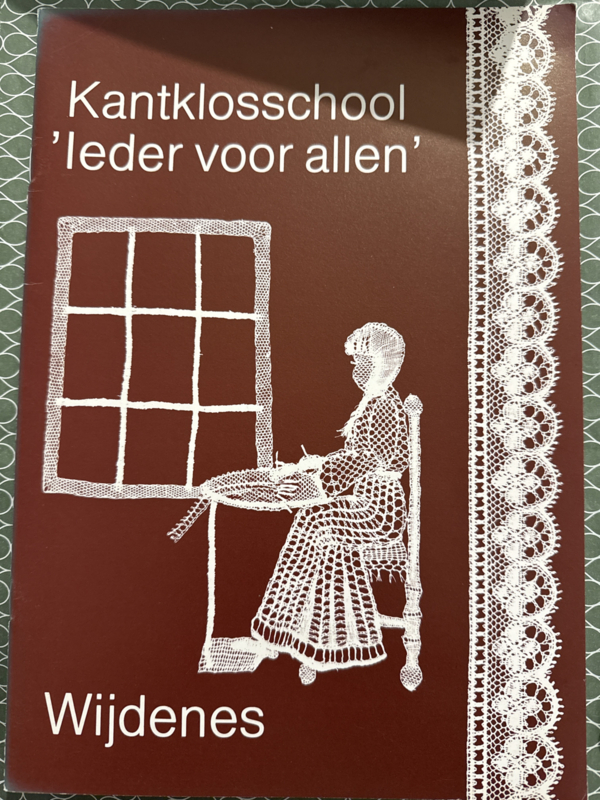 Kantklosschool
’Ieder voor allen’
Wijdenes